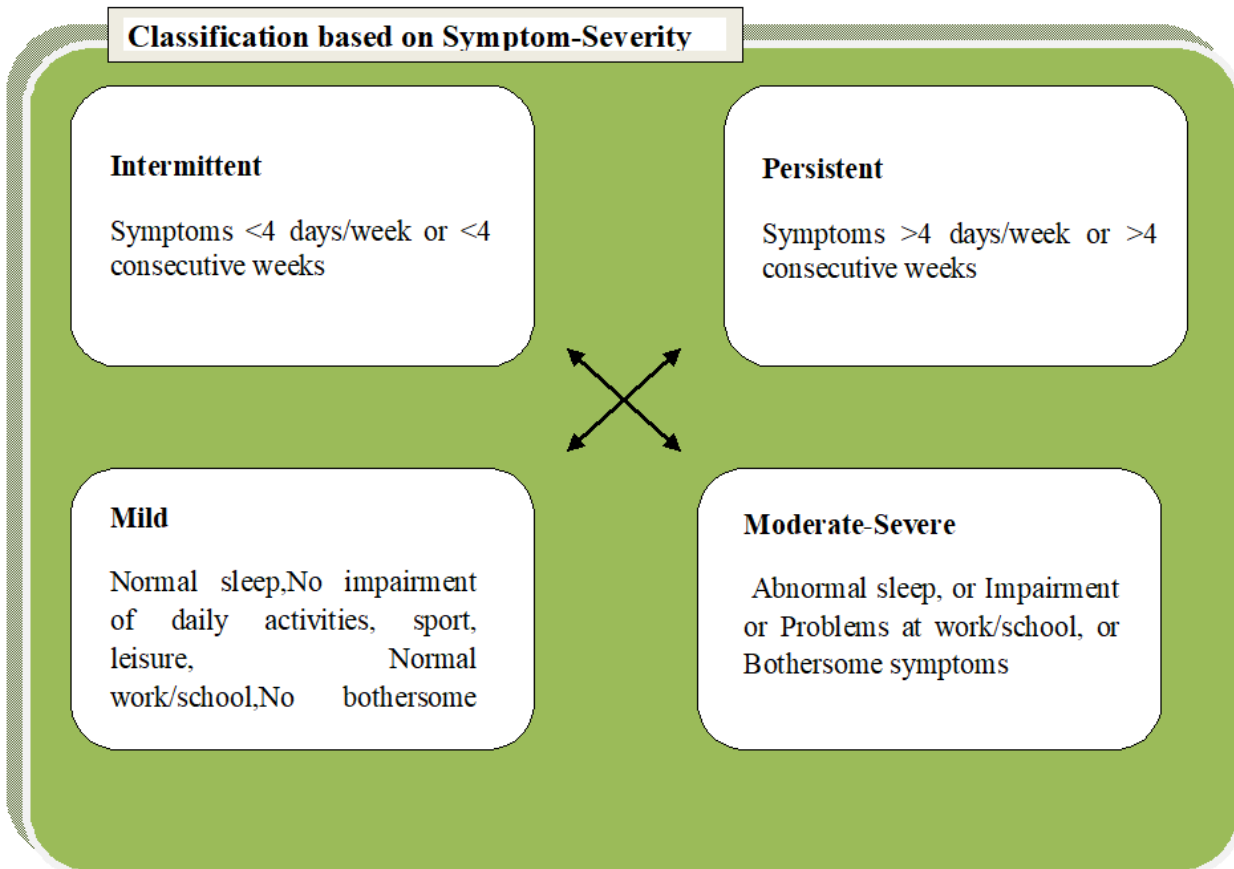 Classification based on Symptom-Severity
Intermittent
Symptoms <4 days/week or <4
consecutive weeks
Persistent
Symptoms >4 days/week or >4
consecutive weeks
Mild
Normal sleep,No impairment
of daily activities, sport,
leisure, Normal
work/school,No bothersome
Moderate-Severe
Abnormal sleep, or Impairment
or Problems at work/school, or
Bothersome symptoms